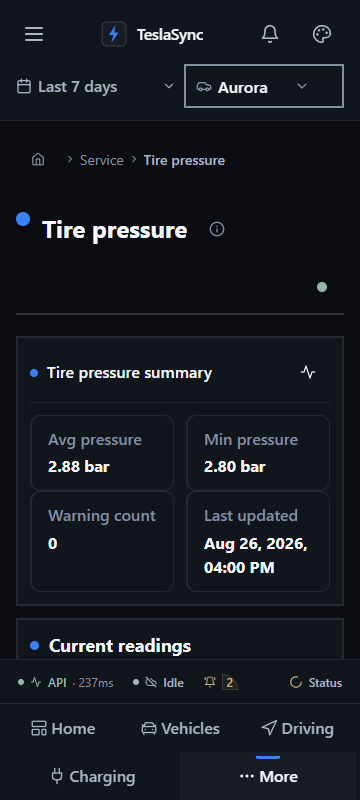 TeslaSync
Last 7 days
Aurora
Service
Tire pressure
Tire pressure
Tire pressure summary
Avg pressure
2.88 bar
Min pressure
2.80 bar
Warning count
0
Last updated
Aug 26, 2026,
04:00 PM
Current readings
API · 237ms
Idle
2
Status
Home
Vehicles
Driving
Charging
More